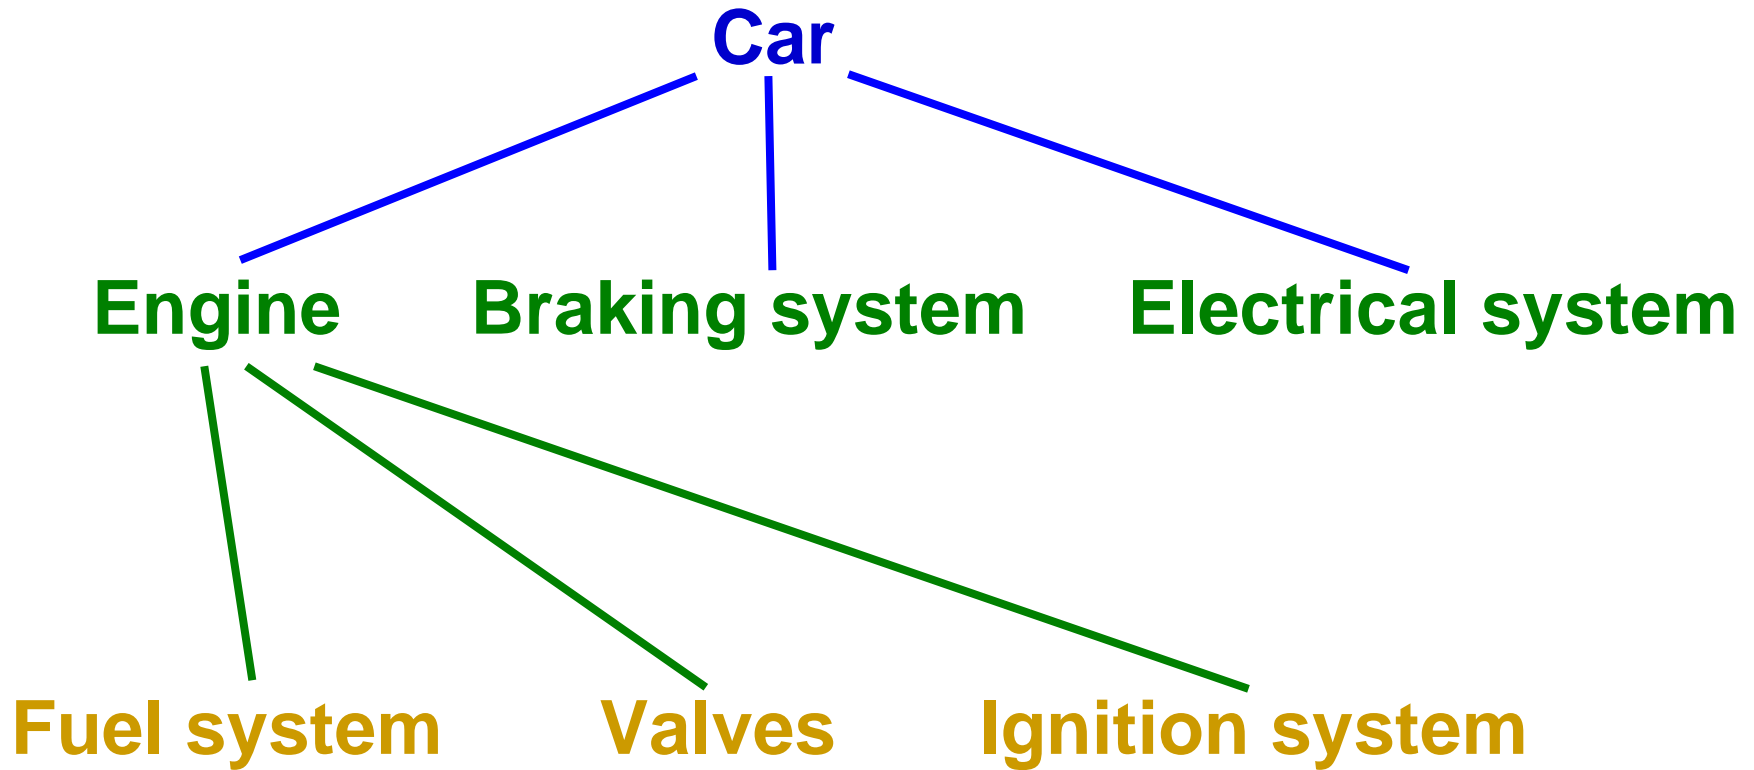 Car
Engine Braking system Electrical system
Fuel system Valves Ignition system